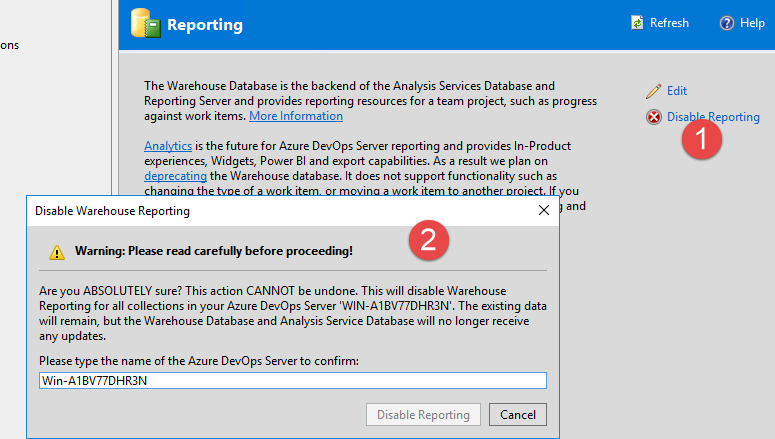 ons
Reporting
Refresh
Help
The Warehouse Database is the backend of the Analysis Services Database and
Reporting Server and provides reporting resources for a team project, such as progress
against work items. More Information
Edit
Disable Reporting
1
Analytics is the future for Azure DevOps Server reporting and provides In-Product
experiences, Widgets, Power BI and export capabilities. As a result we plan on
deprecating the Warehouse database. It does not support functionality such as
changing the type of a work item, or moving a work item to another project. If you
g and
Disable Warehouse Reporting
2
Warning: Please read carefully before proceeding!
Are you ABSOLUTELY sure? This action CANNOT be undone. This will disable Warehouse
Reporting for all collections in your Azure DevOps Server 'WIN-A1BV77DHR3N'. The existing data
will remain, but the Warehouse Database and Analysis Service Database will no longer receive
any updates.
Please type the name of the Azure DevOps Server to confirm:
Win-A1BV77DHR3N
Disable Reporting
Cancel